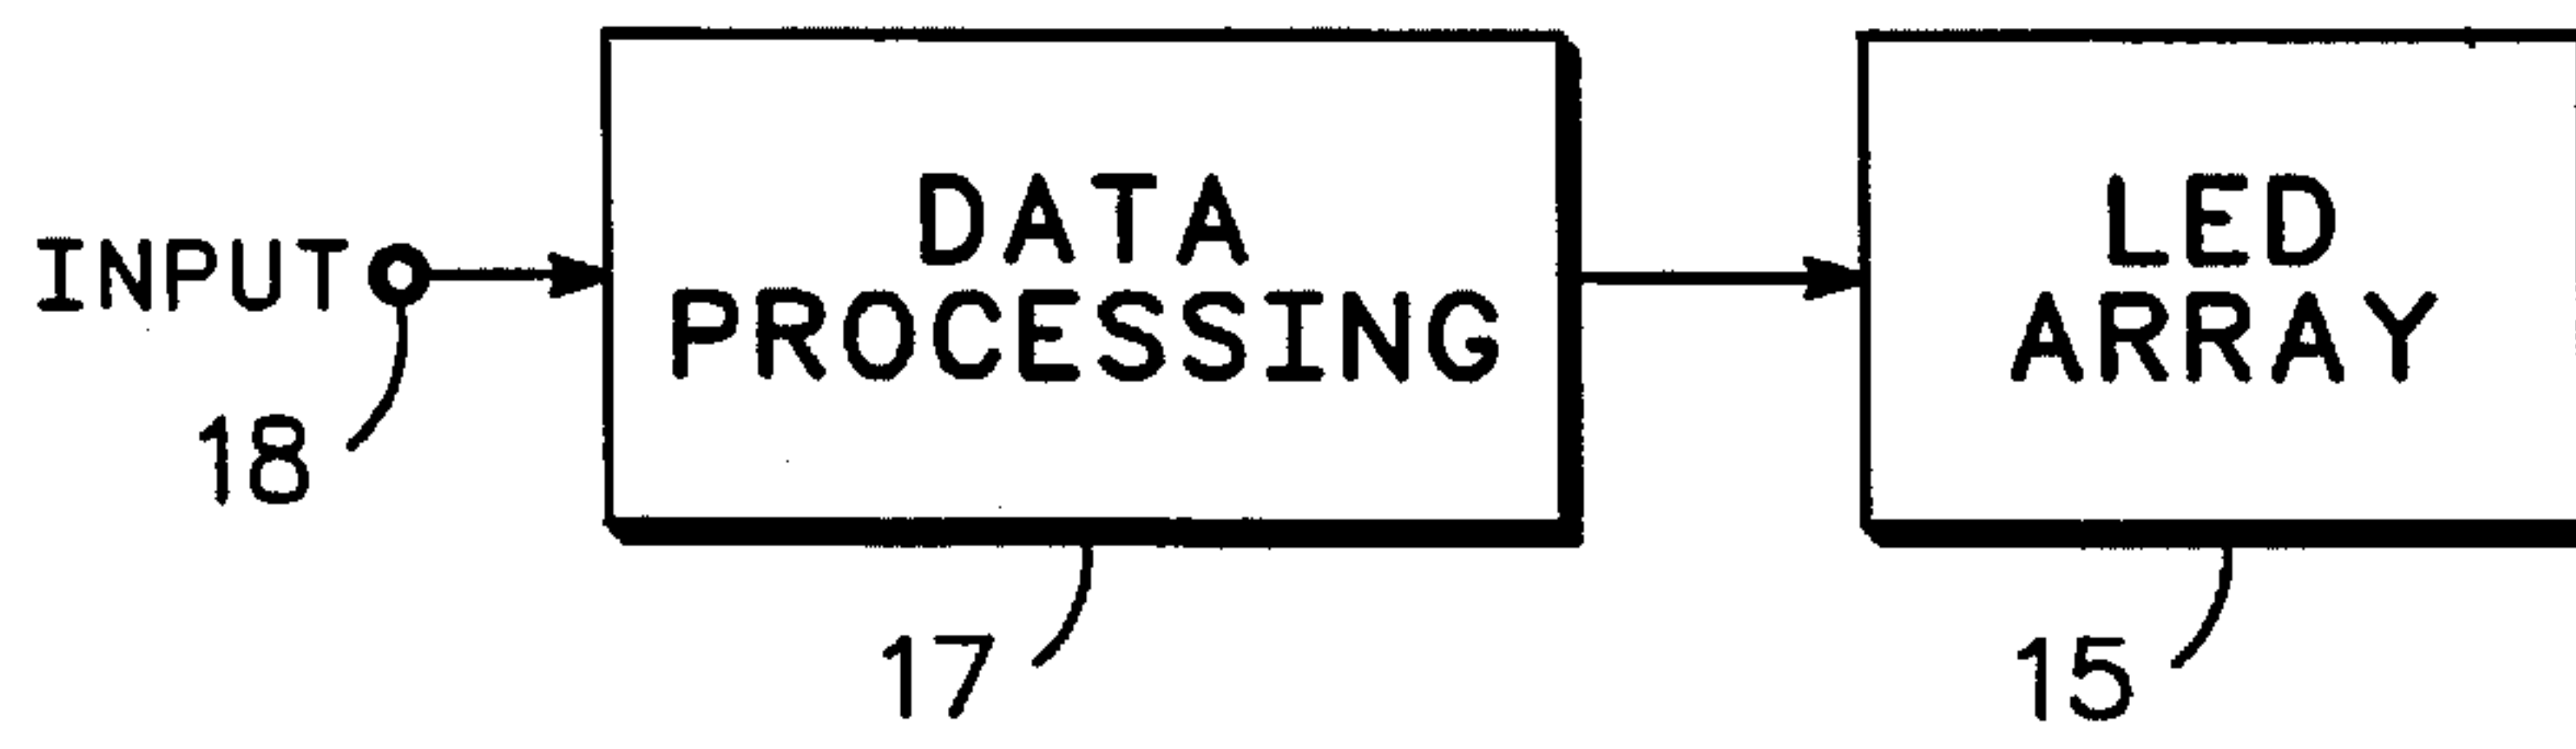 INPUT
DATA
PROCESSING
LED
ARRAY
18
17
15